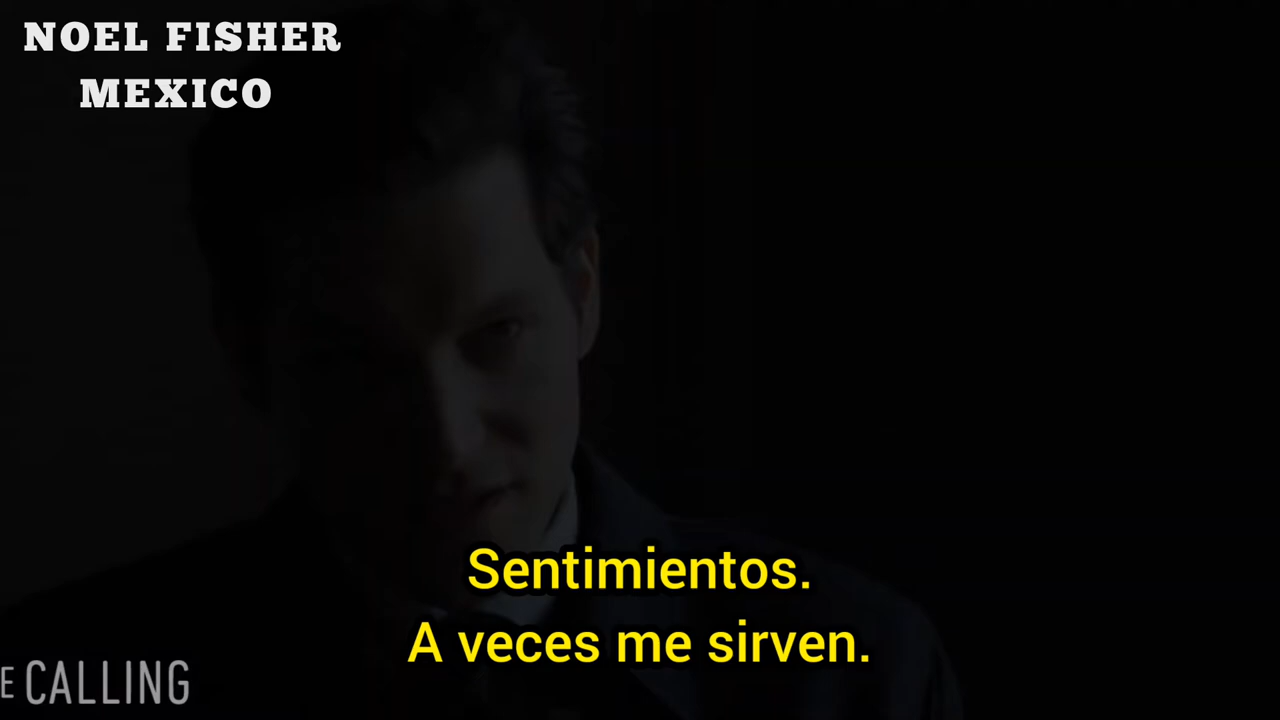 NOEL FISHER
MEXICO
Sentimientos.
A veces me sirven.
E CALLING